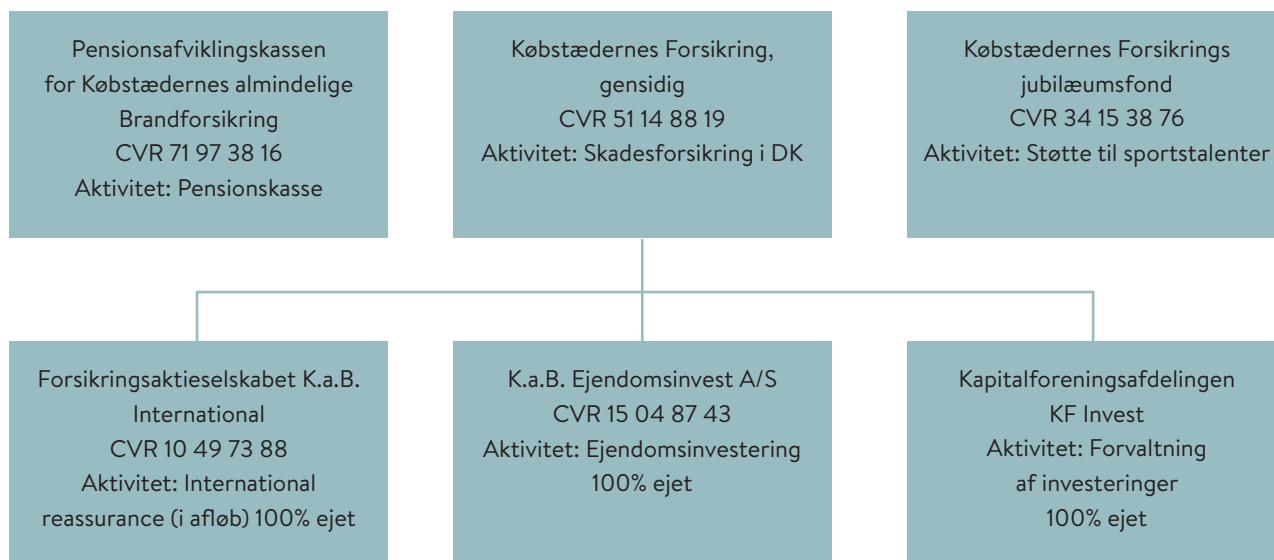 Pensionsafviklingskassen
for Købstædernes almindelige
Brandforsikring
CVR 71 97 38 16
Aktivitet: Pensionskasse
Købstædernes Forsikring,
gensidig
CVR 51 14 88 19
Aktivitet: Skadesforsikring i DK
Købstædernes Forsikrings
jubilæumsfond
CVR 34 15 38 76
Aktivitet: Støtte til sportstalenter
Forsikringsaktieselskabet K.a.B.
International
CVR 10 49 73 88
Aktivitet: International
reassurance (i afløb) 100% ejet
K.a.B. Ejendomsinvest A/S
CVR 15 04 87 43
Aktivitet: Ejendomsinvestering
100% ejet
Kapitalforeningsafdelingen
KF Invest
Aktivitet: Forvaltning
af investeringer
100% ejet